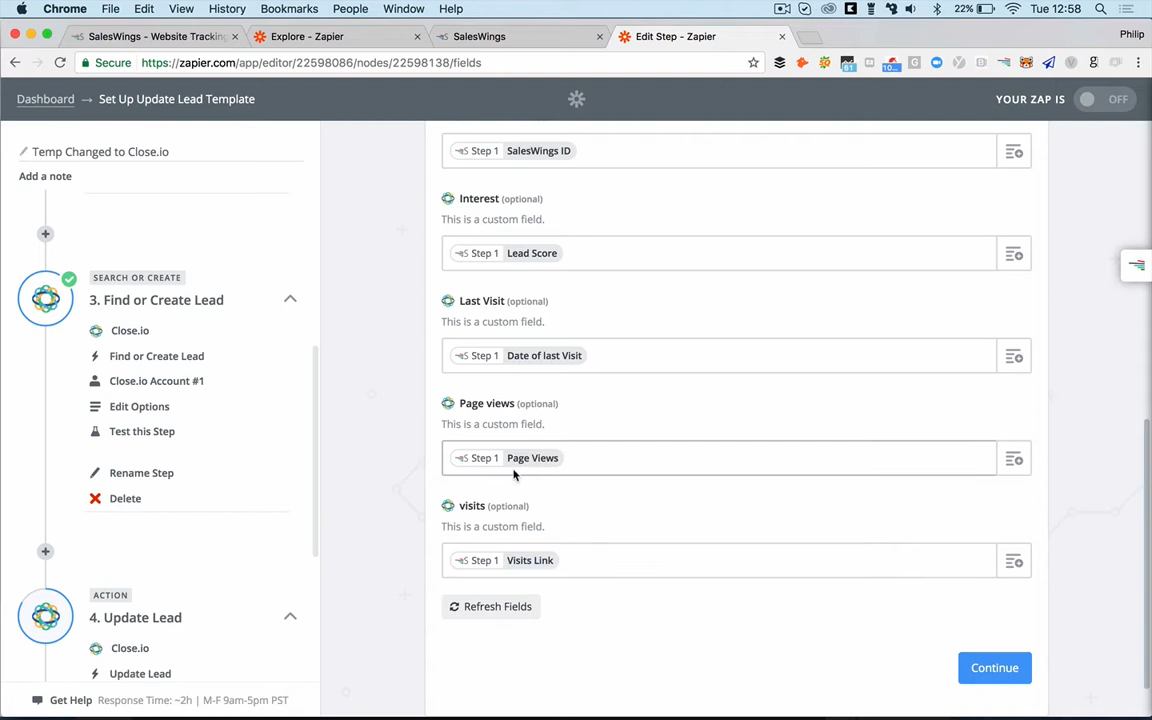 Chrome File Edit View History Bookmarks People Window Help 22% Tue 12:58
SalesWings - Website Tracking Explore - Zapier SalesWings Edit Step - Zapier Philip
Secure https://zapier.com/app/editor/22598086/nodes/22598138/fields
Dashboard → Set Up Update Lead Template YOUR ZAP IS OFF
Temp Changed to Close.io
Add a note
SEARCH OR CREATE
3. Find or Create Lead
Close.io
Find or Create Lead
Close.io Account #1
Edit Options
Test this Step
Rename Step
Delete
ACTION
4. Update Lead
Close.io
Update Lead
Get Help Response Time: ~2h | M-F 9am-5pm PST
Step 1 SalesWings ID
Interest (optional)
This is a custom field.
Step 1 Lead Score
Last Visit (optional)
This is a custom field.
Step 1 Date of last Visit
Page views (optional)
This is a custom field.
Step 1 Page Views
visits (optional)
This is a custom field.
Step 1 Visits Link
Refresh Fields
Continue